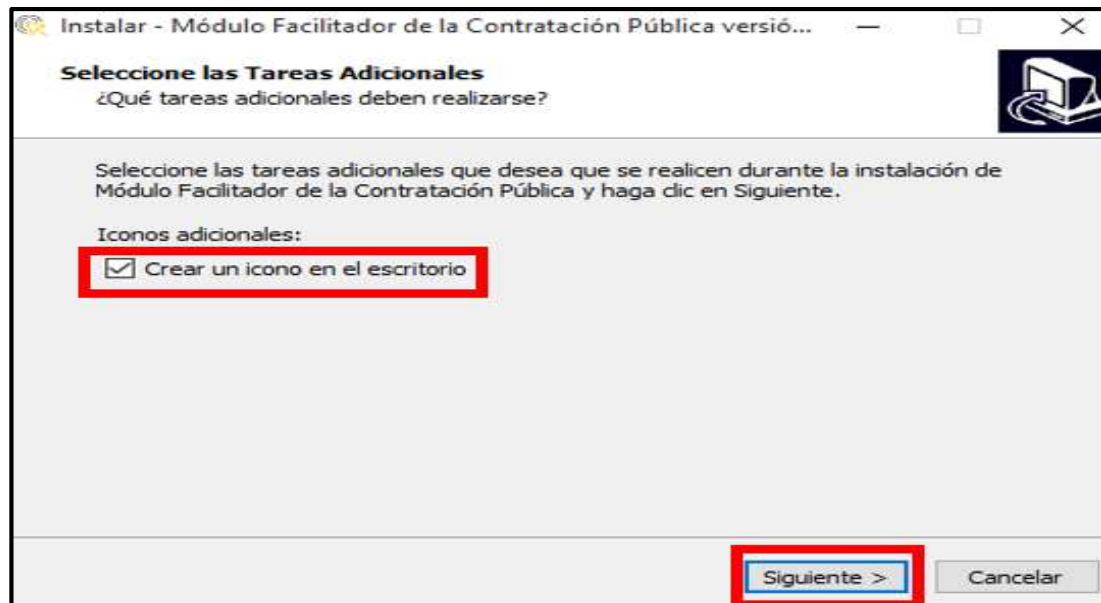 Instalar - Módulo Facilitador de la Contratación Pública versió...
Seleccione las Tareas Adicionales
¿Qué tareas adicionales deben realizarse?
Seleccione las tareas adicionales que desea que se realicen durante la instalación de
Módulo Facilitador de la Contratación Pública y haga clic en Siguiente.
Iconos adicionales:
Crear un icono en el escritorio
Siguiente >
Cancelar